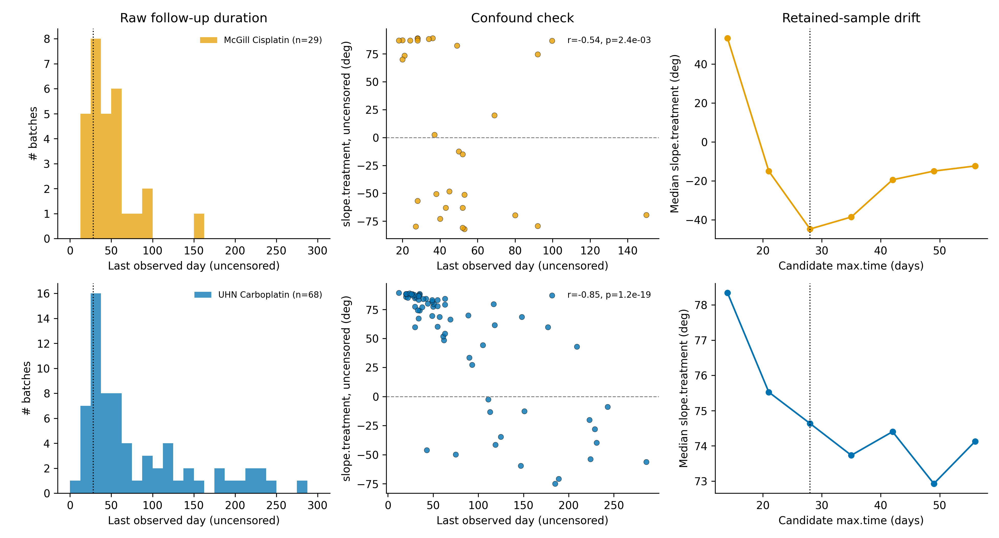 Raw follow-up duration
Confound check
Retained-sample drift
McGill Cisplatin (n=29)
# batches
8
7
6
5
4
3
2
1
0
0 50 100 150 200 250 300
Last observed day (uncensored)
r=-0.54, p=2.4e-03
slope.treatment, uncensored (deg)
75
50
25
0
−25
−50
−75
20 40 60 80 100 120 140
Last observed day (uncensored)
Median slope.treatment (deg)
40
20
0
−20
−40
20 30 40 50
Candidate max.time (days)
UHN Carboplatin (n=68)
# batches
16
14
12
10
8
6
4
2
0
0 50 100 150 200 250 300
Last observed day (uncensored)
r=-0.85, p=1.2e-19
slope.treatment, uncensored (deg)
75
50
25
0
−25
−50
−75
0 50 100 150 200 250
Last observed day (uncensored)
Median slope.treatment (deg)
78
77
76
75
74
73
20 30 40 50
Candidate max.time (days)